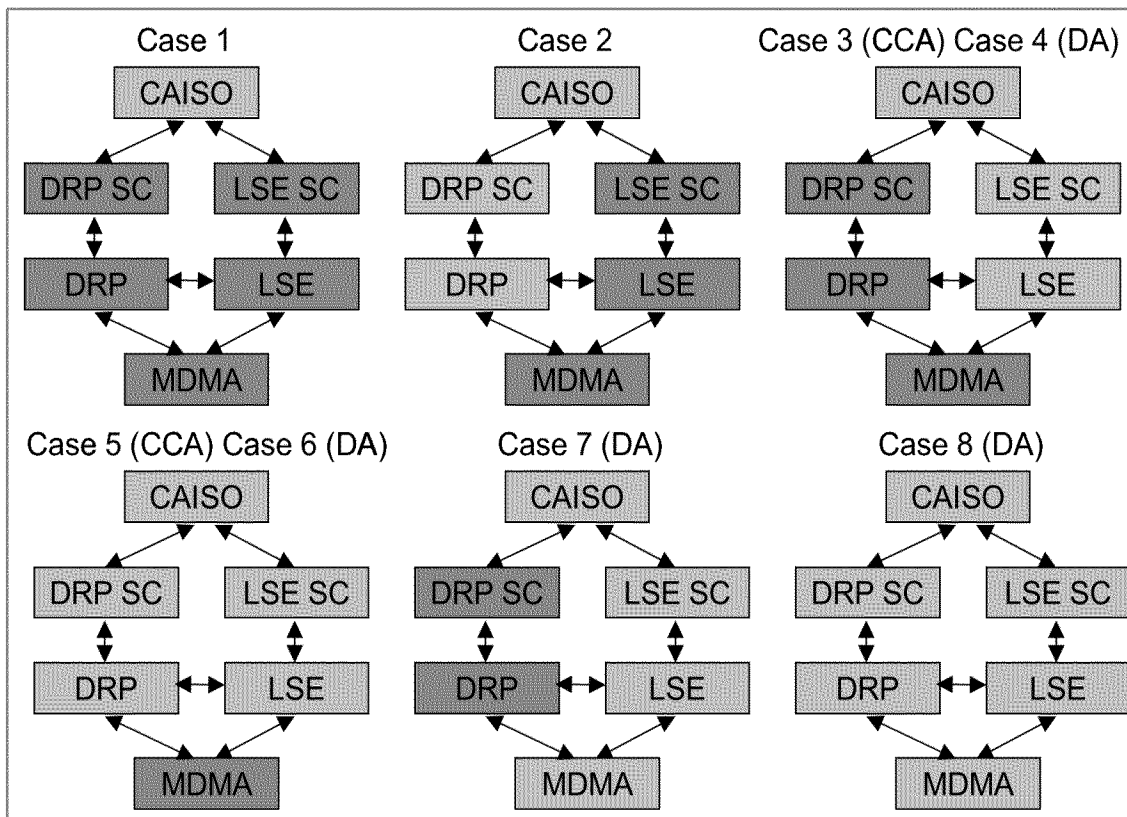 Case 1
CAISO
DRP SC
LSE SC
DRP
LSE
MDMA
Case 2
CAISO
DRP SC
LSE SC
DRP
LSE
MDMA
Case 3 (CCA) Case 4 (DA)
CAISO
DRP SC
LSE SC
DRP
LSE
MDMA
Case 5 (CCA) Case 6 (DA)
CAISO
DRP SC
LSE SC
DRP
LSE
MDMA
Case 7 (DA)
CAISO
DRP SC
LSE SC
DRP
LSE
MDMA
Case 8 (DA)
CAISO
DRP SC
LSE SC
DRP
LSE
MDMA